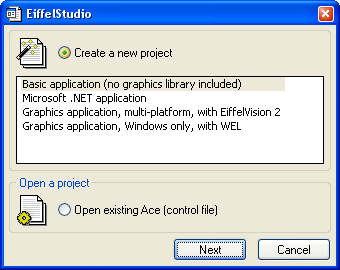 EiffelStudio
Create a new project
Basic application (no graphics library included)
Microsoft .NET application
Graphics application, multi-platform, with EiffelVision 2
Graphics application, Windows only, with WEL
Open a project
Open existing Ace (control file)
Next
Cancel